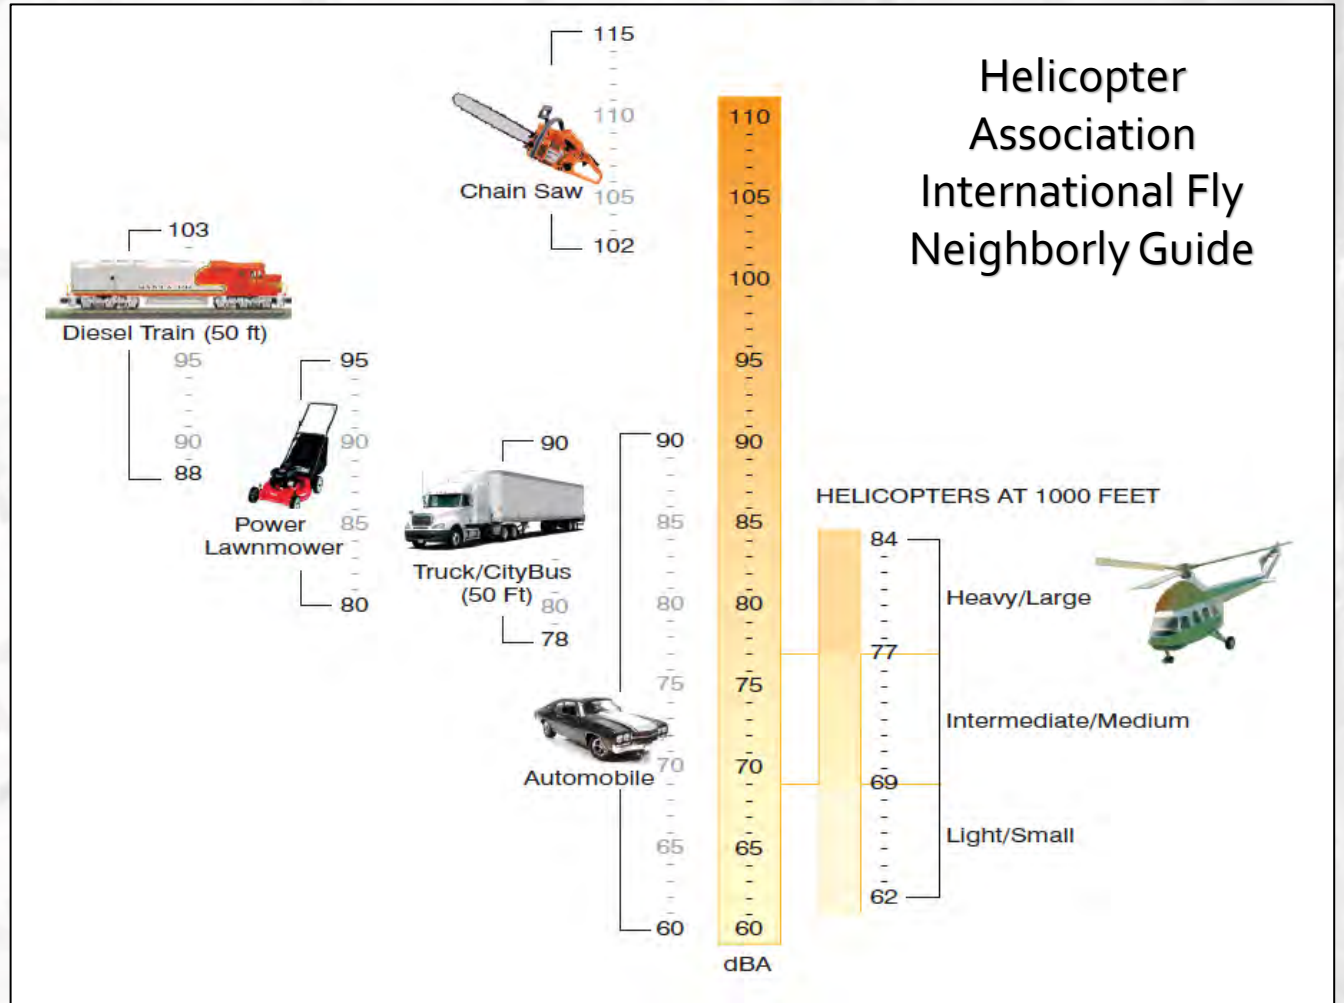 Helicopter
Association
International Fly
Neighborly Guide
115
110
105
102
Chain Saw
103
Diesel Train (50 ft)
95
90
88
95
90
85
80
Power
Lawnmower
90
Truck/CityBus
(50 Ft)
80
78
90
85
80
75
70
65
60
Automobile
110
105
100
95
90
85
80
75
70
65
60
dBA
HELICOPTERS AT 1000 FEET
84
Heavy/Large
77
Intermediate/Medium
69
Light/Small
62